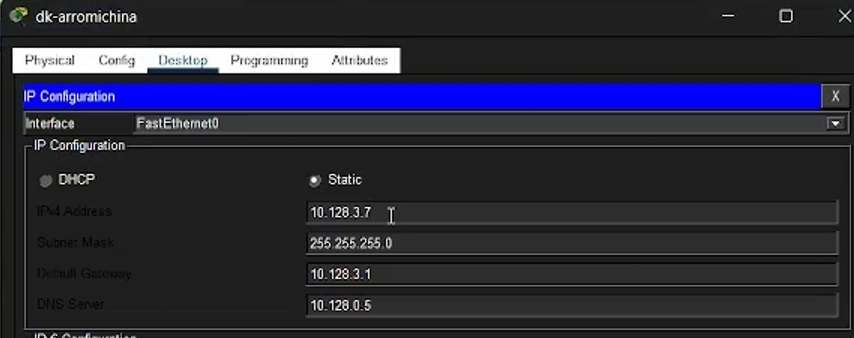 dk-arromichina
Physical Config Desktop Programming Attributes
IP Configuration X
Interface FastEthernet0
IP Configuration
DHCP Static
IPv4 Address 10.128.3.7
Subnet Mask 255.255.255.0
Default Gateway 10.128.3.1
DNS Server 10.128.0.5